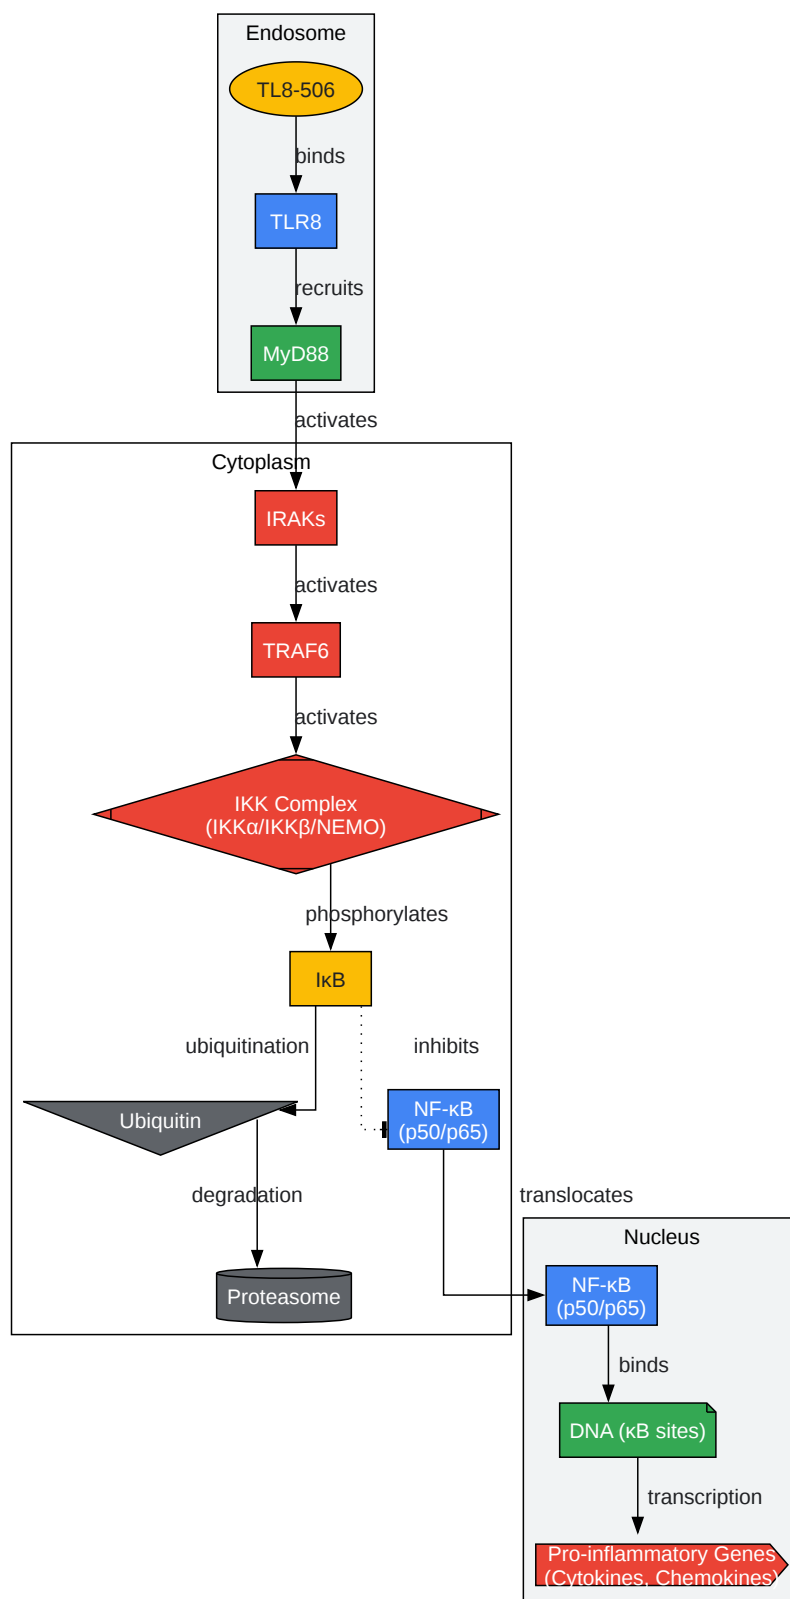 Endosome
TL8-506
binds
TLR8
recruits
MyD88
activates
Cytoplasm
IRAKs
activates
TRAF6
activates
IKK Complex
(IKKα/IKKβ/NEMO)
phosphorylates
IκB
ubiquitination
inhibits
Ubiquitin
NF-κB
(p50/p65)
degradation
translocates
Proteasome
Nucleus
NF-κB
(p50/p65)
binds
DNA (κB sites)
transcription
Pro-inflammatory Genes
(Cytokines, Chemokines)